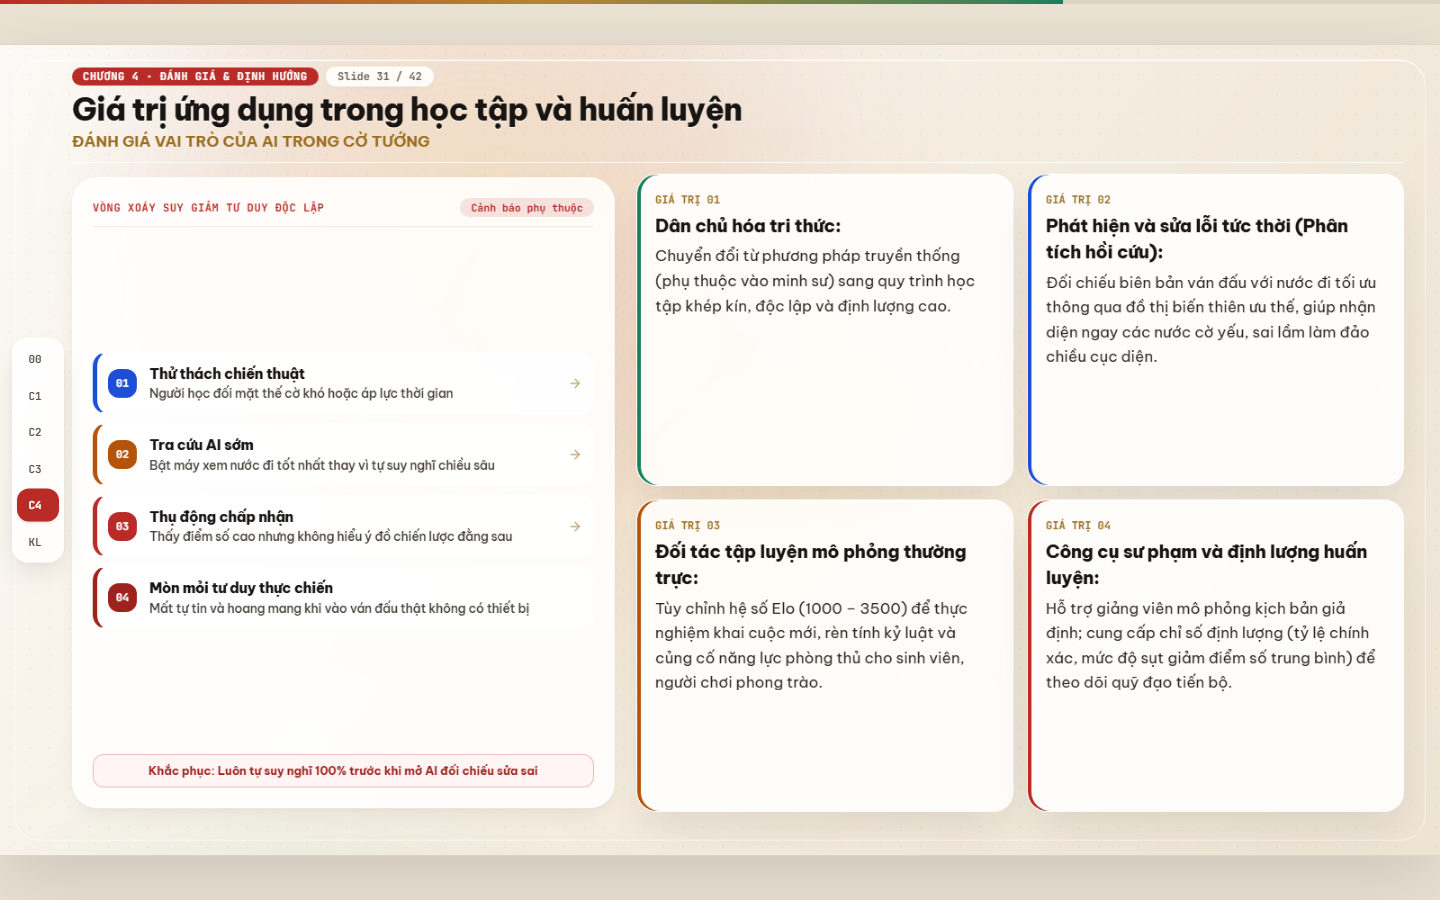 CHƯƠNG 4 · ĐÁNH GIÁ & ĐỊNH HƯỚNG
Slide 31 / 42
Giá trị ứng dụng trong học tập và huấn luyện
ĐÁNH GIÁ VAI TRÒ CỦA AI TRONG CỜ TƯỚNG
00
C1
C2
C3
C4
KL
VÒNG XOÁY SUY GIẢM TƯ DUY ĐỘC LẬP
Cảnh báo phụ thuộc
01
Thử thách chiến thuật
Người học đối mặt thế cờ khó hoặc áp lực thời gian
→
02
Tra cứu AI sớm
Bật máy xem nước đi tốt nhất thay vì tự suy nghĩ chiều sâu
→
03
Thụ động chấp nhận
Thấy điểm số cao nhưng không hiểu ý đồ chiến lược đằng sau
→
04
Mòn mỏi tư duy thực chiến
Mất tự tin và hoang mang khi vào ván đấu thật không có thiết bị
Khắc phục: Luôn tự suy nghĩ 100% trước khi mở AI đối chiếu sửa sai
GIÁ TRỊ 01
Dân chủ hóa tri thức:
Chuyển đổi từ phương pháp truyền thống
(phụ thuộc vào minh sư) sang quy trình học
tập khép kín, độc lập và định lượng cao.
GIÁ TRỊ 02
Phát hiện và sửa lỗi tức thời (Phân
tích hồi cứu):
Đối chiếu biên bản ván đấu với nước đi tối ưu
thông qua đồ thị biến thiên ưu thế, giúp nhận
diện ngay các nước cờ yếu, sai lầm làm đảo
chiều cục diện.
GIÁ TRỊ 03
Đối tác tập luyện mô phỏng thường
trực:
Tùy chỉnh hệ số Elo (1000 – 3500) để thực
nghiệm khai cuộc mới, rèn tính kỷ luật và
củng cố năng lực phòng thủ cho sinh viên,
người chơi phong trào.
GIÁ TRỊ 04
Công cụ sư phạm và định lượng huấn
luyện:
Hỗ trợ giảng viên mô phỏng kịch bản giả
định; cung cấp chỉ số định lượng (tỷ lệ chính
xác, mức độ sụt giảm điểm số trung bình) để
theo dõi quỹ đạo tiến bộ.